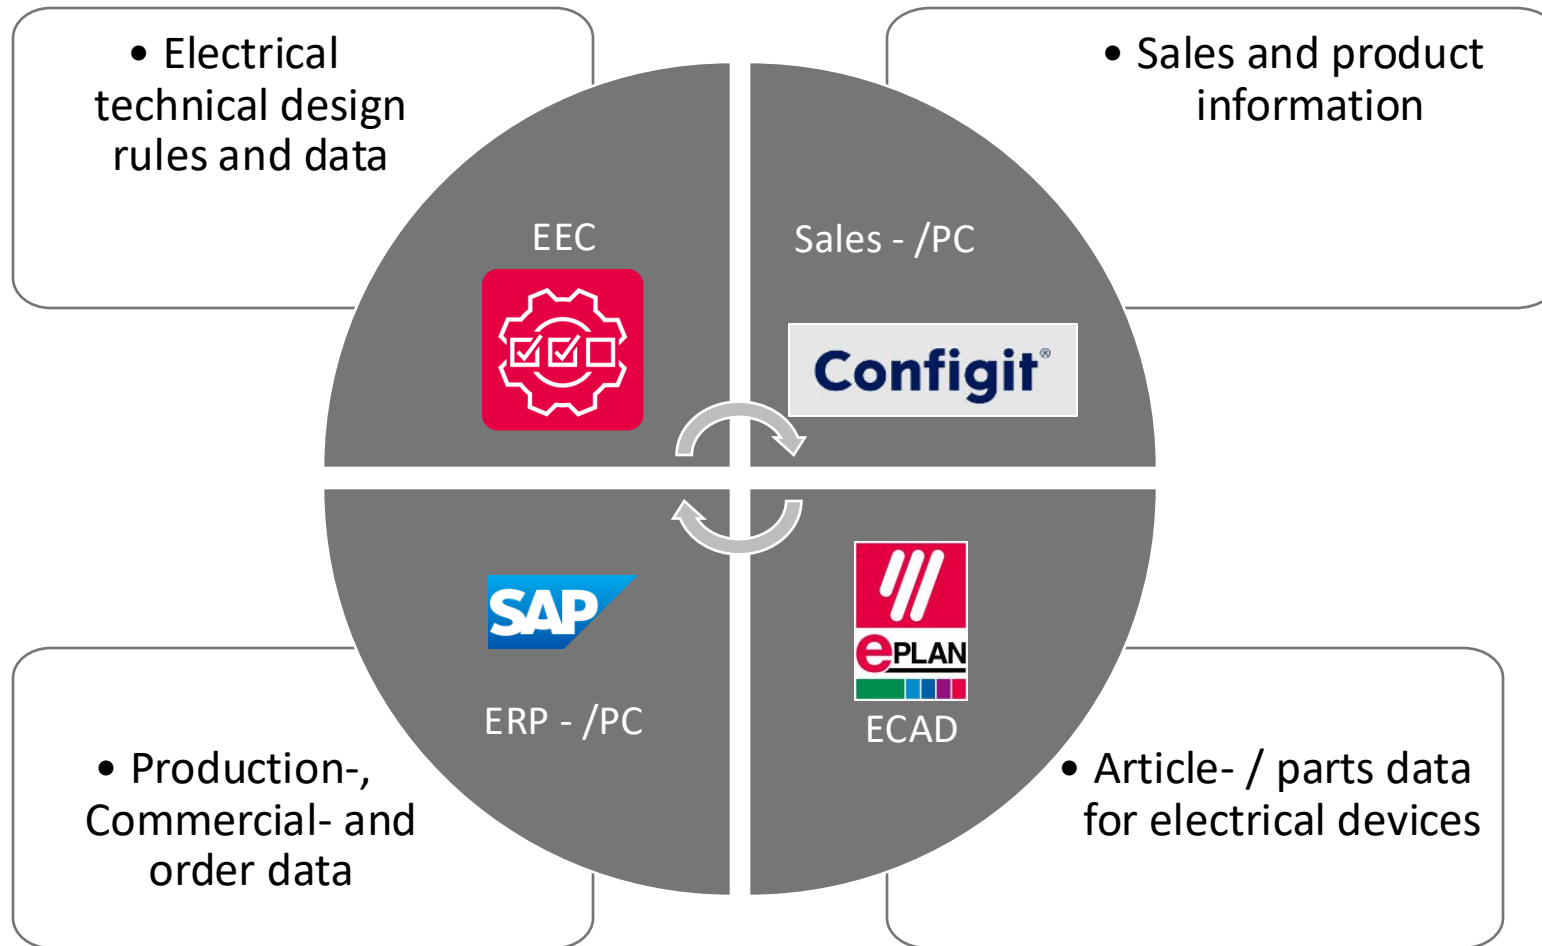 • Electrical
technical design
rules and data
• Sales and product
information
EEC
Sales - /PC
Configit®
SAP
ePLAN
ERP - /PC
ECAD
• Production-,
Commercial- and
order data
• Article- / parts data
for electrical devices